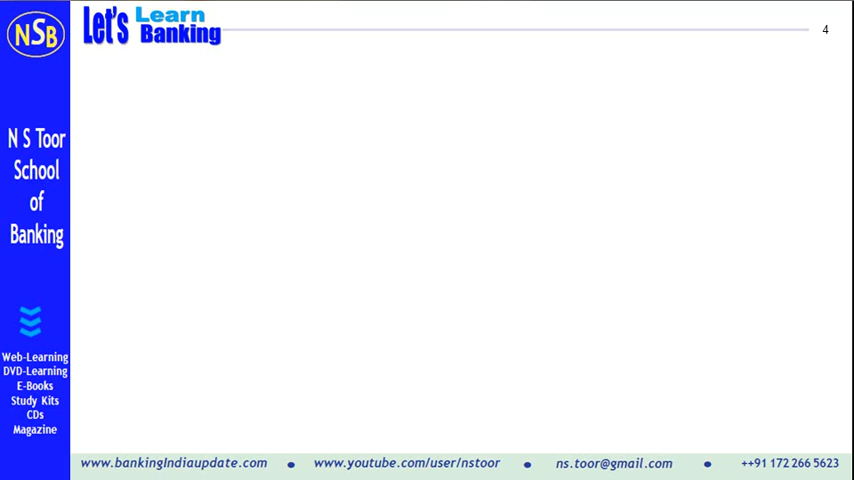 NSB
Let's Learn Banking
4
N S Toor
School
of
Banking
Web-Learning
DVD-Learning
E-Books
Study Kits
CDs
Magazine
www.bankingIndiaupdate.com ● www.youtube.com/user/nstoor ● ns.toor@gmail.com ● ++91 172 266 5623